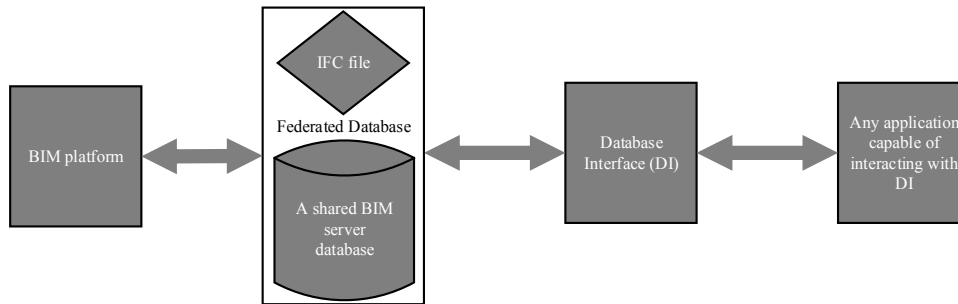 BIM platform
IFC file
Federated Database
A shared BIM
server
database
Database
Interface (DI)
Any application
capable of
interacting with
DI